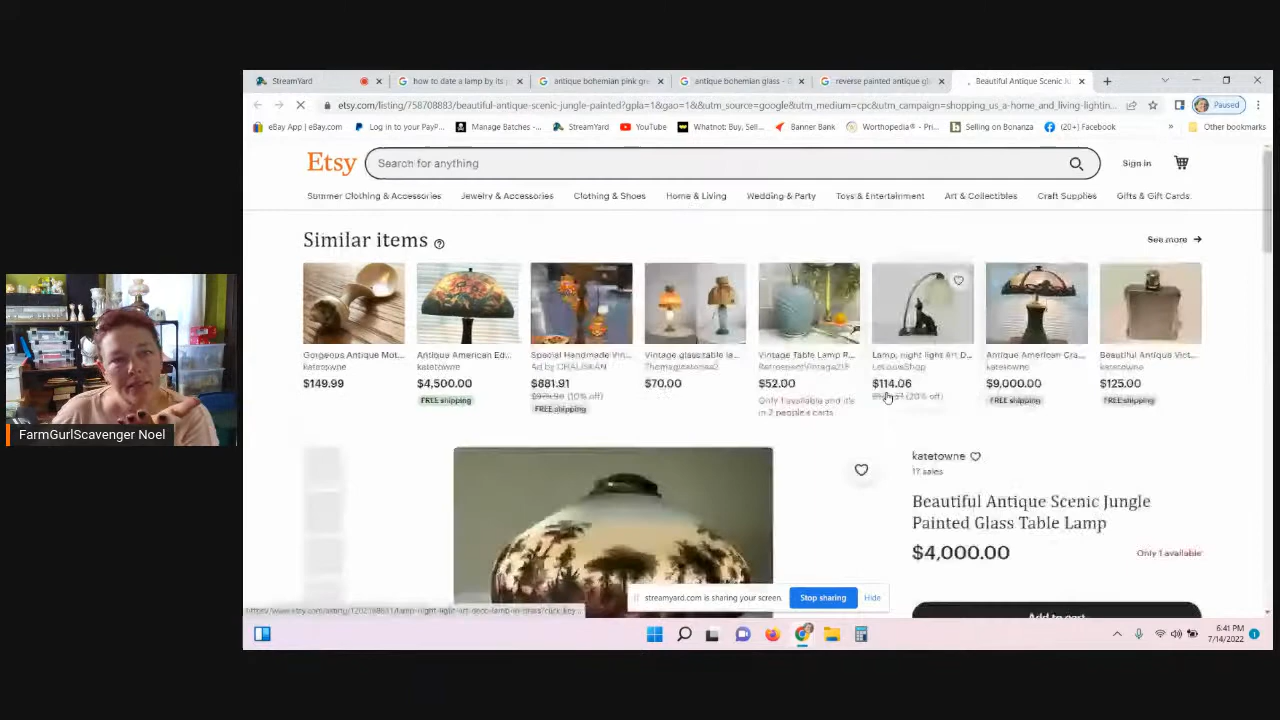 StreamYard
how to date a lamp by its
antique bohemian pink gr
antique bohemian glass - G
reverse painted antique gl
Beautiful Antique Scenic J
etsy.com/listing/758708883/beautiful-antique-scenic-jungle-painted?gpla=1&gao=1&&utm_source=google&utm_medium=cpc&utm_campaign=shopping_us_a-home_and_living-lightin...
Paused
eBay App | eBay.com
Log in to your PayP...
Manage Batches -...
StreamYard
YouTube
Whatnot: Buy, Sell...
Banner Bank
Worthopedia® - Pri...
Selling on Bonanza
(20+) Facebook
»
Other bookmarks
Etsy
Search for anything
Sign in
Summer Clothing & Accessories
Jewelry & Accessories
Clothing & Shoes
Home & Living
Wedding & Party
Toys & Entertainment
Art & Collectibles
Craft Supplies
Gifts & Gift Cards
Similar items
See more →
Gorgeous Antique Mot...
katetowne
$149.99
Antique American Ed...
katetowne
$4,500.00
FREE shipping
Special Handmade Vin...
$881.91
(10% off)
FREE shipping
Vintage glass table la...
$70.00
Vintage Table Lamp R...
$52.00
Only 1 available and it's
in 2 people's carts
Lamp, night light Art D...
$114.06
(20% off)
Antique American Cra...
katetowne
$9,000.00
FREE shipping
Beautiful Antique Vict...
katetowne
$125.00
FREE shipping
katetowne
17 sales
Beautiful Antique Scenic Jungle
Painted Glass Table Lamp
$4,000.00
Only 1 available
Add to cart
streamyard.com is sharing your screen.
Stop sharing
Hide
6:41 PM
7/14/2022
1
FarmGurlScavenger Noel